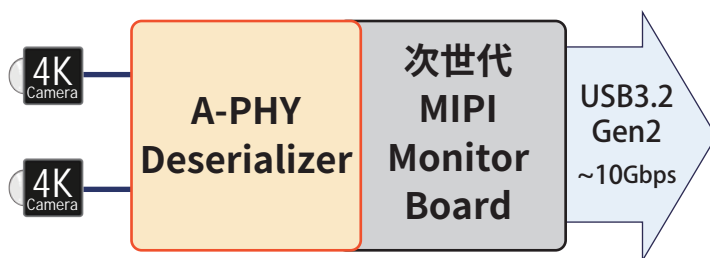 4K
Camera
4K
Camera
A-PHY
Deserializer
次世代
MIPI
Monitor
Board
USB3.2
Gen2
~10Gbps